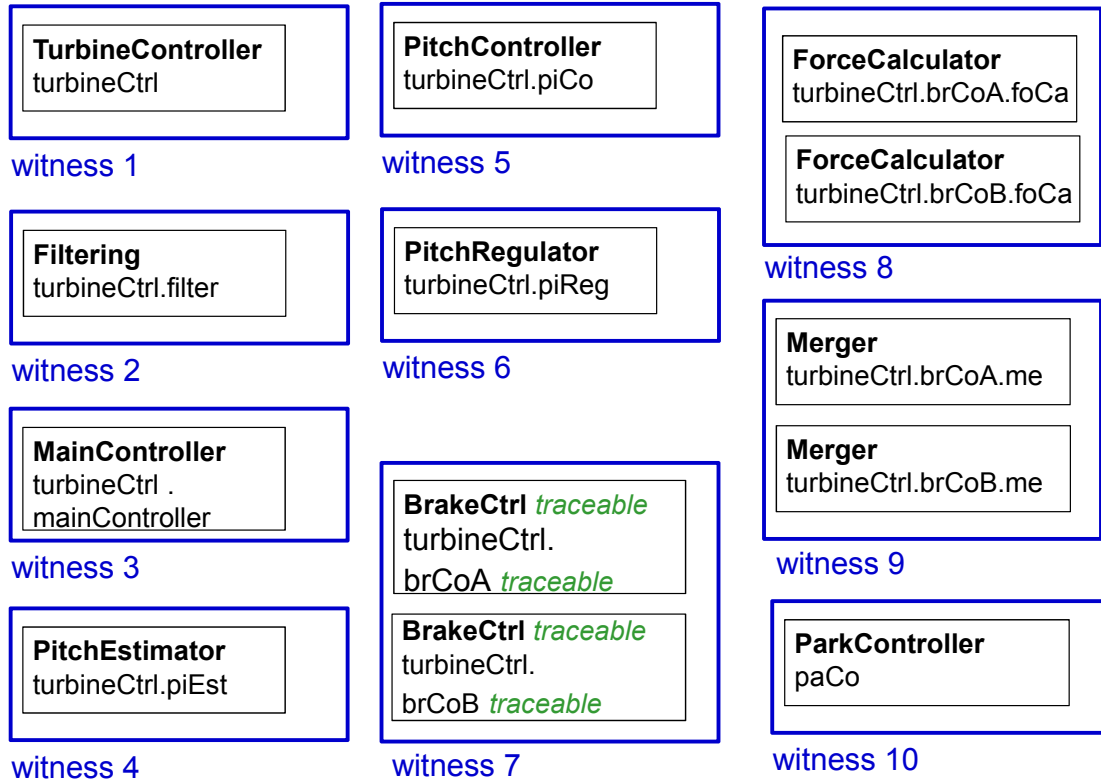 TurbineController
turbineCtrl
witness 1
Filtering
turbineCtrl.filter
witness 2
MainController
turbineCtrl .
mainController
witness 3
PitchEstimator
turbineCtrl.piEst
witness 4
PitchController
turbineCtrl.piCo
witness 5
PitchRegulator
turbineCtrl.piReg
witness 6
BrakeCtrl traceable
turbineCtrl.
brCoA traceable
BrakeCtrl traceable
turbineCtrl.
brCoB traceable
witness 7
ForceCalculator
turbineCtrl.brCoA.foCa
ForceCalculator
turbineCtrl.brCoB.foCa
witness 8
Merger
turbineCtrl.brCoA.me
Merger
turbineCtrl.brCoB.me
witness 9
ParkController
paCo
witness 10